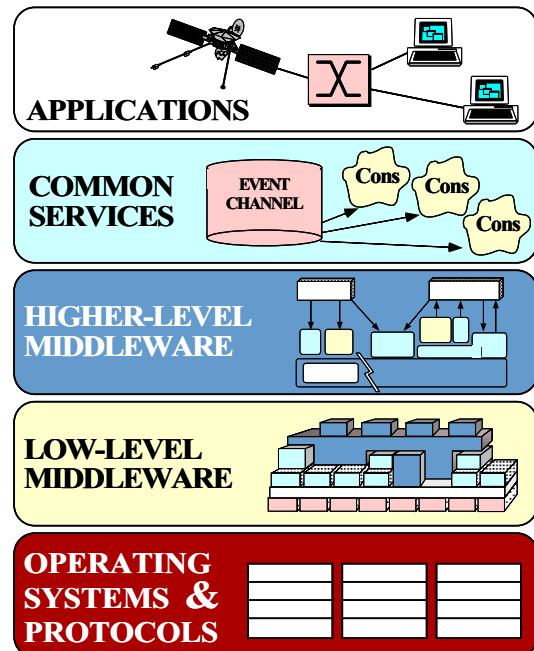 APPLICATIONS
COMMON
SERVICES
EVENT
CHANNEL
Cons
Cons
Cons
HIGHER-LEVEL
MIDDLEWARE
LOW-LEVEL
MIDDLEWARE
OPERATING
SYSTEMS &
PROTOCOLS